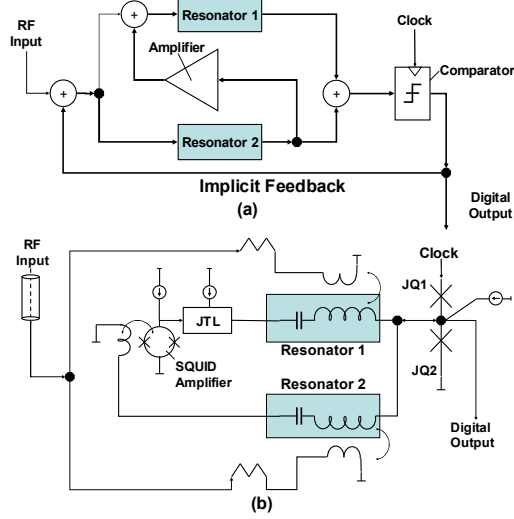 RF
Input
Resonator 1
+
Amplifier
Clock
Comparator
+
+
Resonator 2
Implicit Feedback
(a)
Digital
Output
RF
Input
Clock
JQ1
JTL
Resonator 1
SQUID
Amplifier
JQ2
Resonator 2
Digital
Output
(b)